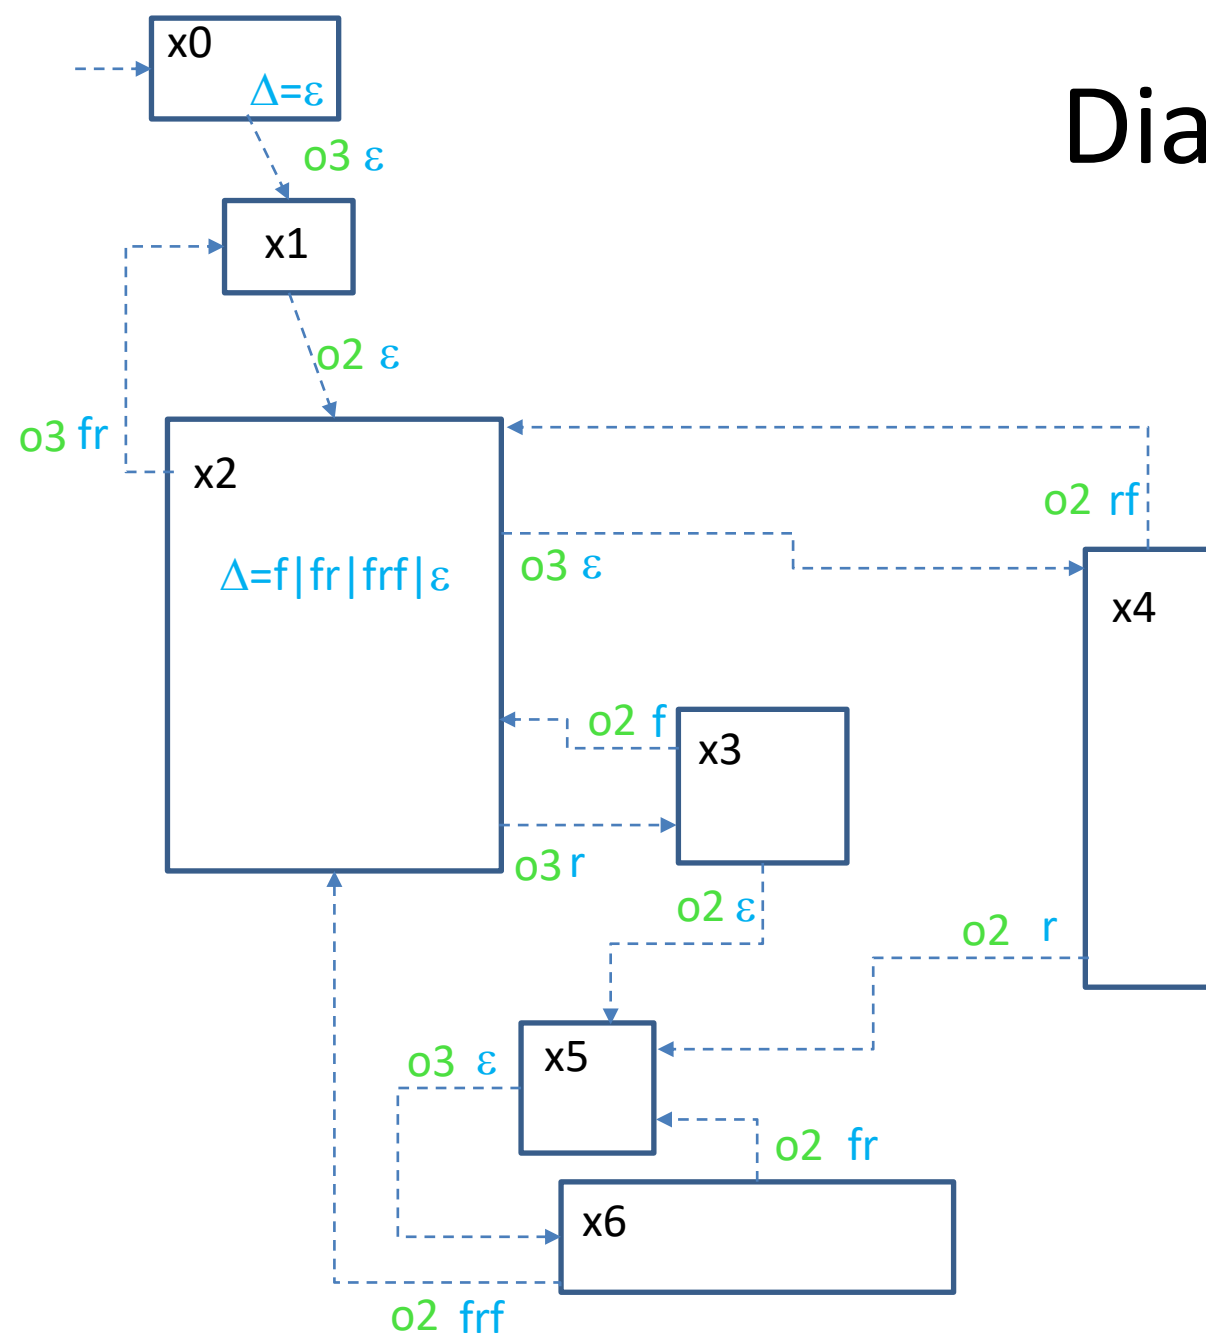 x0
Δ=ε
Dia
o3 ε
x1
o2 ε
o3 fr
x2
o2 rf
o3 ε
Δ=f|fr|frf|ε
x4
o2 f
x3
o3 r
o2 ε
o2 r
x5
o3 ε
o2 fr
x6
o2 frf